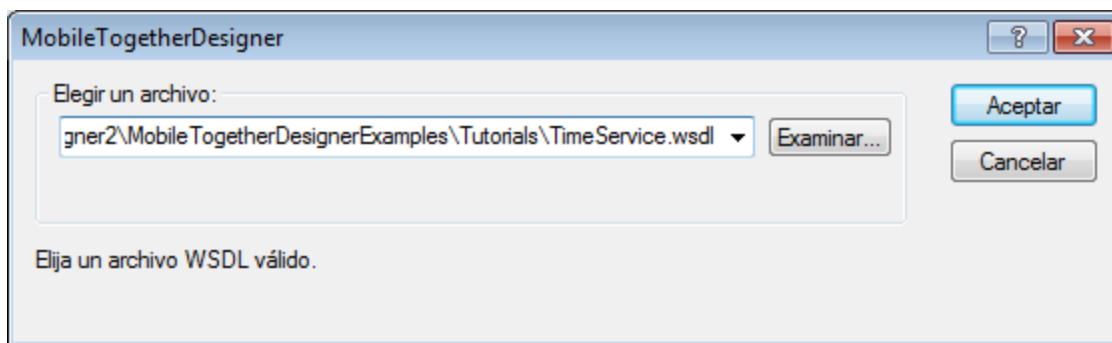 MobileTogetherDesigner
Elegir un archivo:
gner2\MobileTogetherDesignerExamples\Tutorials\TimeService.wsdl
Examinar...
Aceptar
Cancelar
Elija un archivo WSDL válido.